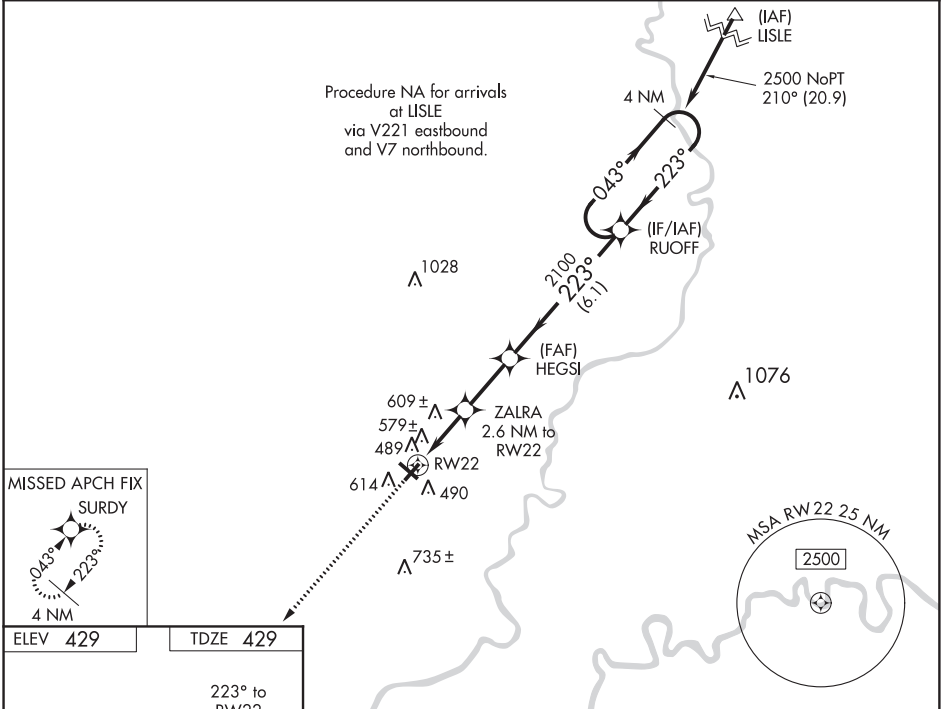 (IAF)
LISLE
2500 NoPT
210° (20.9)
Procedure NA for arrivals
at LISLE
via V221 eastbound
and V7 northbound.
4 NM
043°
223°
(IF/IAF)
RUOFF
2100
223°
(6.1)
1028
(FAF)
HEGSI
1076
609 ±
ZALRA
2.6 NM to
RW22
579 ±
489
RW22
614
490
735 ±
MISSED APCH FIX
SURDY
043°
223°
4 NM
MSA RW 22 25 NM
2500
ELEV 429
TDZE 429
223° to
RW22